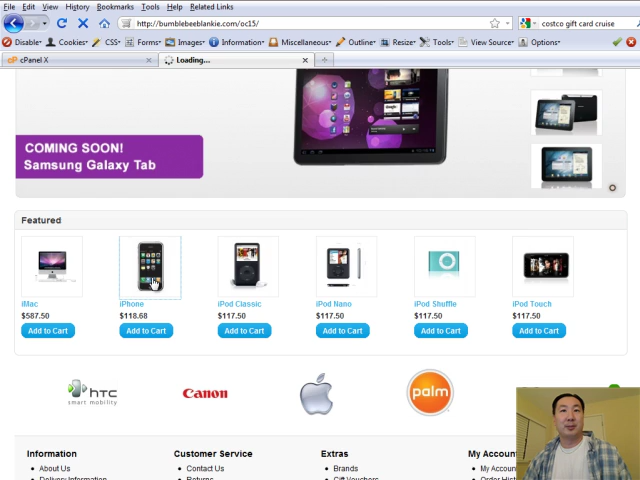 File Edit View History Bookmarks Tools Help Related Links
http://bumblebeeblankie.com/oc15/
costco gift card cruise
Disable Cookies CSS Forms Images Information Miscellaneous Outline Resize Tools View Source Options
cP cPanel X Loading...
COMING SOON!
Samsung Galaxy Tab
Featured
iMac iPhone iPod Classic iPod Nano iPod Shuffle iPod Touch
$587.50 $118.68 $117.50 $117.50 $117.50 $117.50
Add to Cart Add to Cart Add to Cart Add to Cart Add to Cart Add to Cart
htc Canon palm
smart mobility
Information Customer Service Extras My Account
About Us Contact Us Brands My Account
Delivery Information Returns Gift Vouchers Order